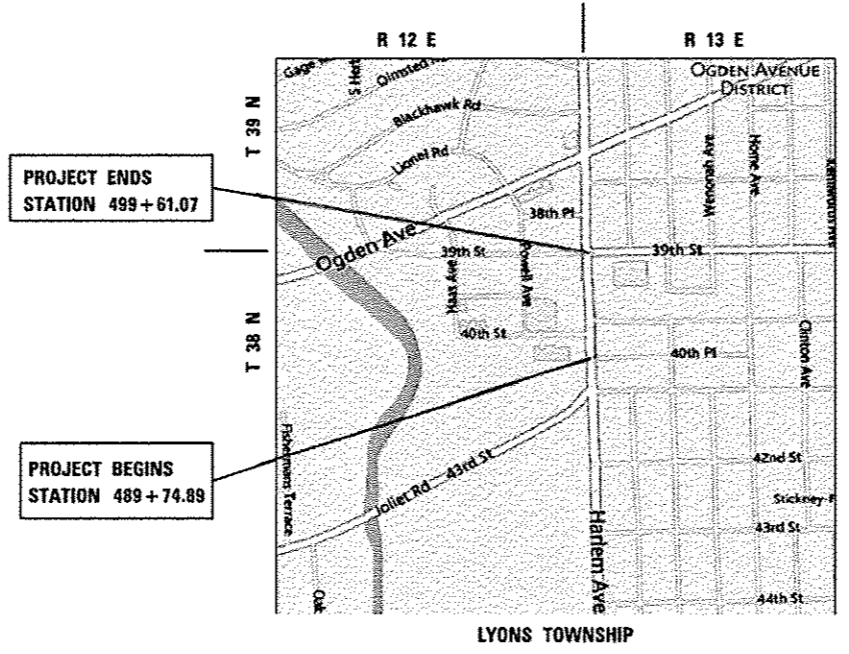 R 12 E
R 13 E
OGDEN AVENUE
DISTRICT
Olmsted
S Herb
Gage
Blackhawk Rd
T 39 N
Lionel Rd
Wenonah Ave
Home Ave
PROJECT ENDS
STATION 499+61.07
38th Pl
Ogden Ave
39th St
39th St
Haas Ave
Powell Ave
T 38 N
40th St
40th Pl
Clinton Ave
PROJECT BEGINS
STATION 489+74.89
Fishermans Terrace
Joliet Rd
43rd St
42nd St
Stickney
43rd St
Harlem Ave
44th St
LYONS TOWNSHIP